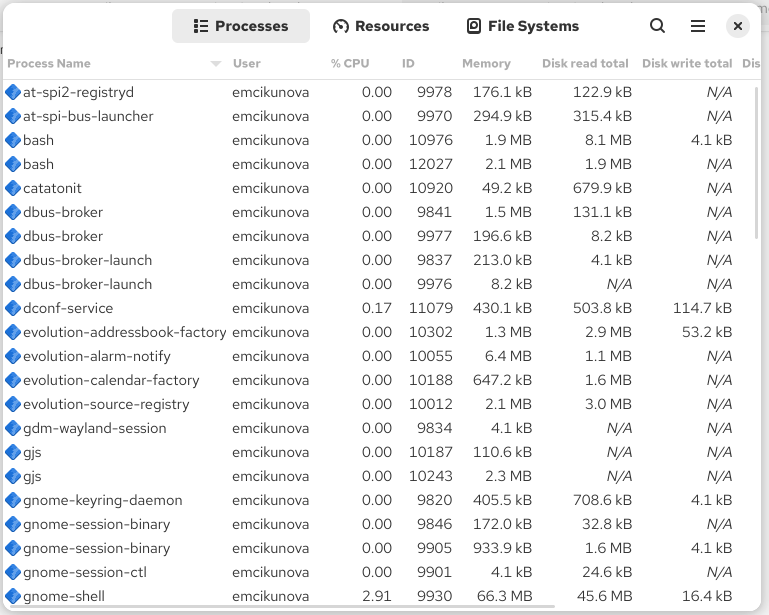 Processes Resources File Systems
Process Name User % CPU ID Memory Disk read total Disk write total Dis
at-spi2-registryd emcikunova 0.00 9978 176.1 kB 122.9 kB N/A
at-spi-bus-launcher emcikunova 0.00 9970 294.9 kB 315.4 kB N/A
bash emcikunova 0.00 10976 1.9 MB 8.1 MB 4.1 kB
bash emcikunova 0.00 12027 2.1 MB 1.9 MB N/A
catatonit emcikunova 0.00 10920 49.2 kB 679.9 kB N/A
dbus-broker emcikunova 0.00 9841 1.5 MB 131.1 kB N/A
dbus-broker emcikunova 0.00 9977 196.6 kB 8.2 kB N/A
dbus-broker-launch emcikunova 0.00 9837 213.0 kB 4.1 kB N/A
dbus-broker-launch emcikunova 0.00 9976 8.2 kB N/A N/A
dconf-service emcikunova 0.17 11079 430.1 kB 503.8 kB 114.7 kB
evolution-addressbook-factory emcikunova 0.00 10302 1.3 MB 2.9 MB 53.2 kB
evolution-alarm-notify emcikunova 0.00 10055 6.4 MB 1.1 MB N/A
evolution-calendar-factory emcikunova 0.00 10188 647.2 kB 1.6 MB N/A
evolution-source-registry emcikunova 0.00 10012 2.1 MB 3.0 MB N/A
gdm-wayland-session emcikunova 0.00 9834 4.1 kB N/A N/A
gjs emcikunova 0.00 10187 110.6 kB N/A N/A
gjs emcikunova 0.00 10243 2.3 MB N/A N/A
gnome-keyring-daemon emcikunova 0.00 9820 405.5 kB 708.6 kB 4.1 kB
gnome-session-binary emcikunova 0.00 9846 172.0 kB 32.8 kB N/A
gnome-session-binary emcikunova 0.00 9905 933.9 kB 1.6 MB 4.1 kB
gnome-session-ctl emcikunova 0.00 9901 4.1 kB 24.6 kB N/A
gnome-shell emcikunova 2.91 9930 66.3 MB 45.6 MB 16.4 kB